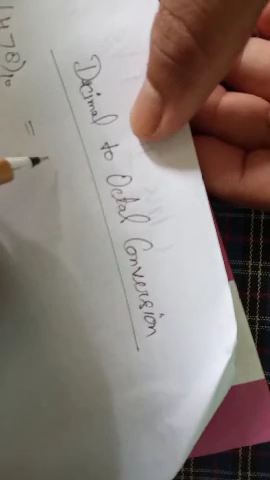 Decimal to Octal Conversion
(478)10 =